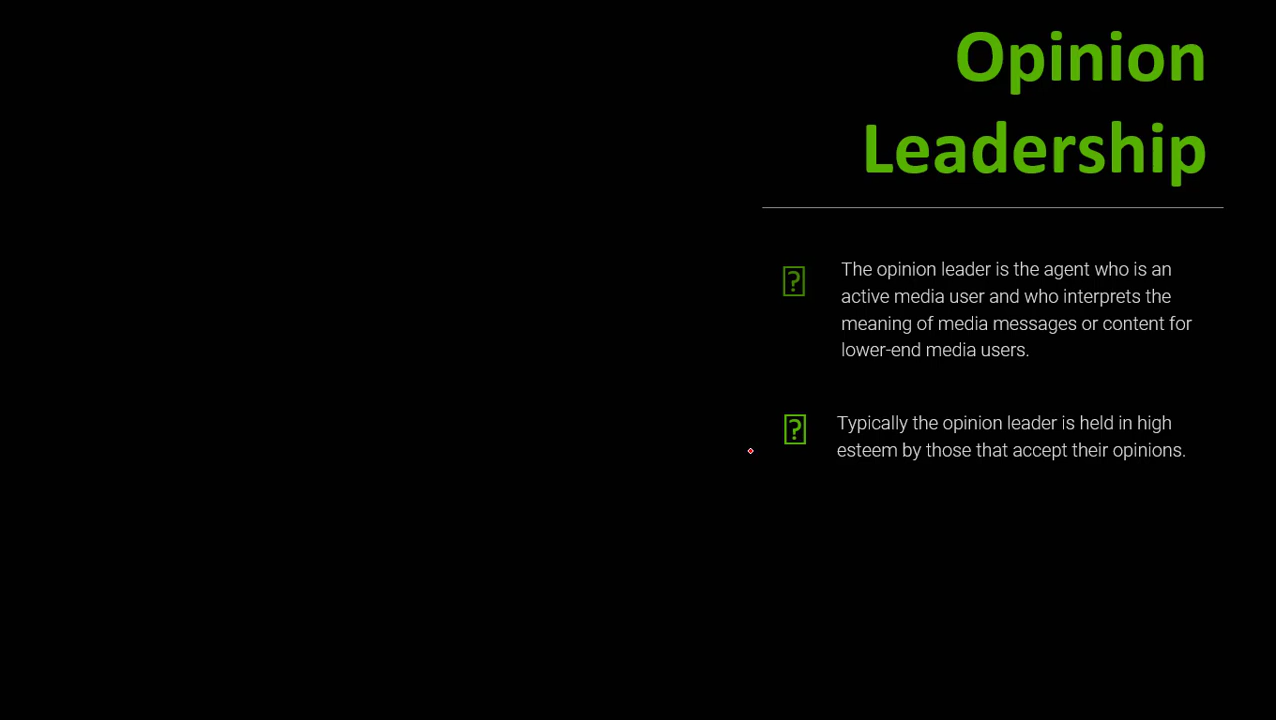 Opinion
Leadership
The opinion leader is the agent who is an
active media user and who interprets the
meaning of media messages or content for
lower-end media users.
Typically the opinion leader is held in high
esteem by those that accept their opinions.